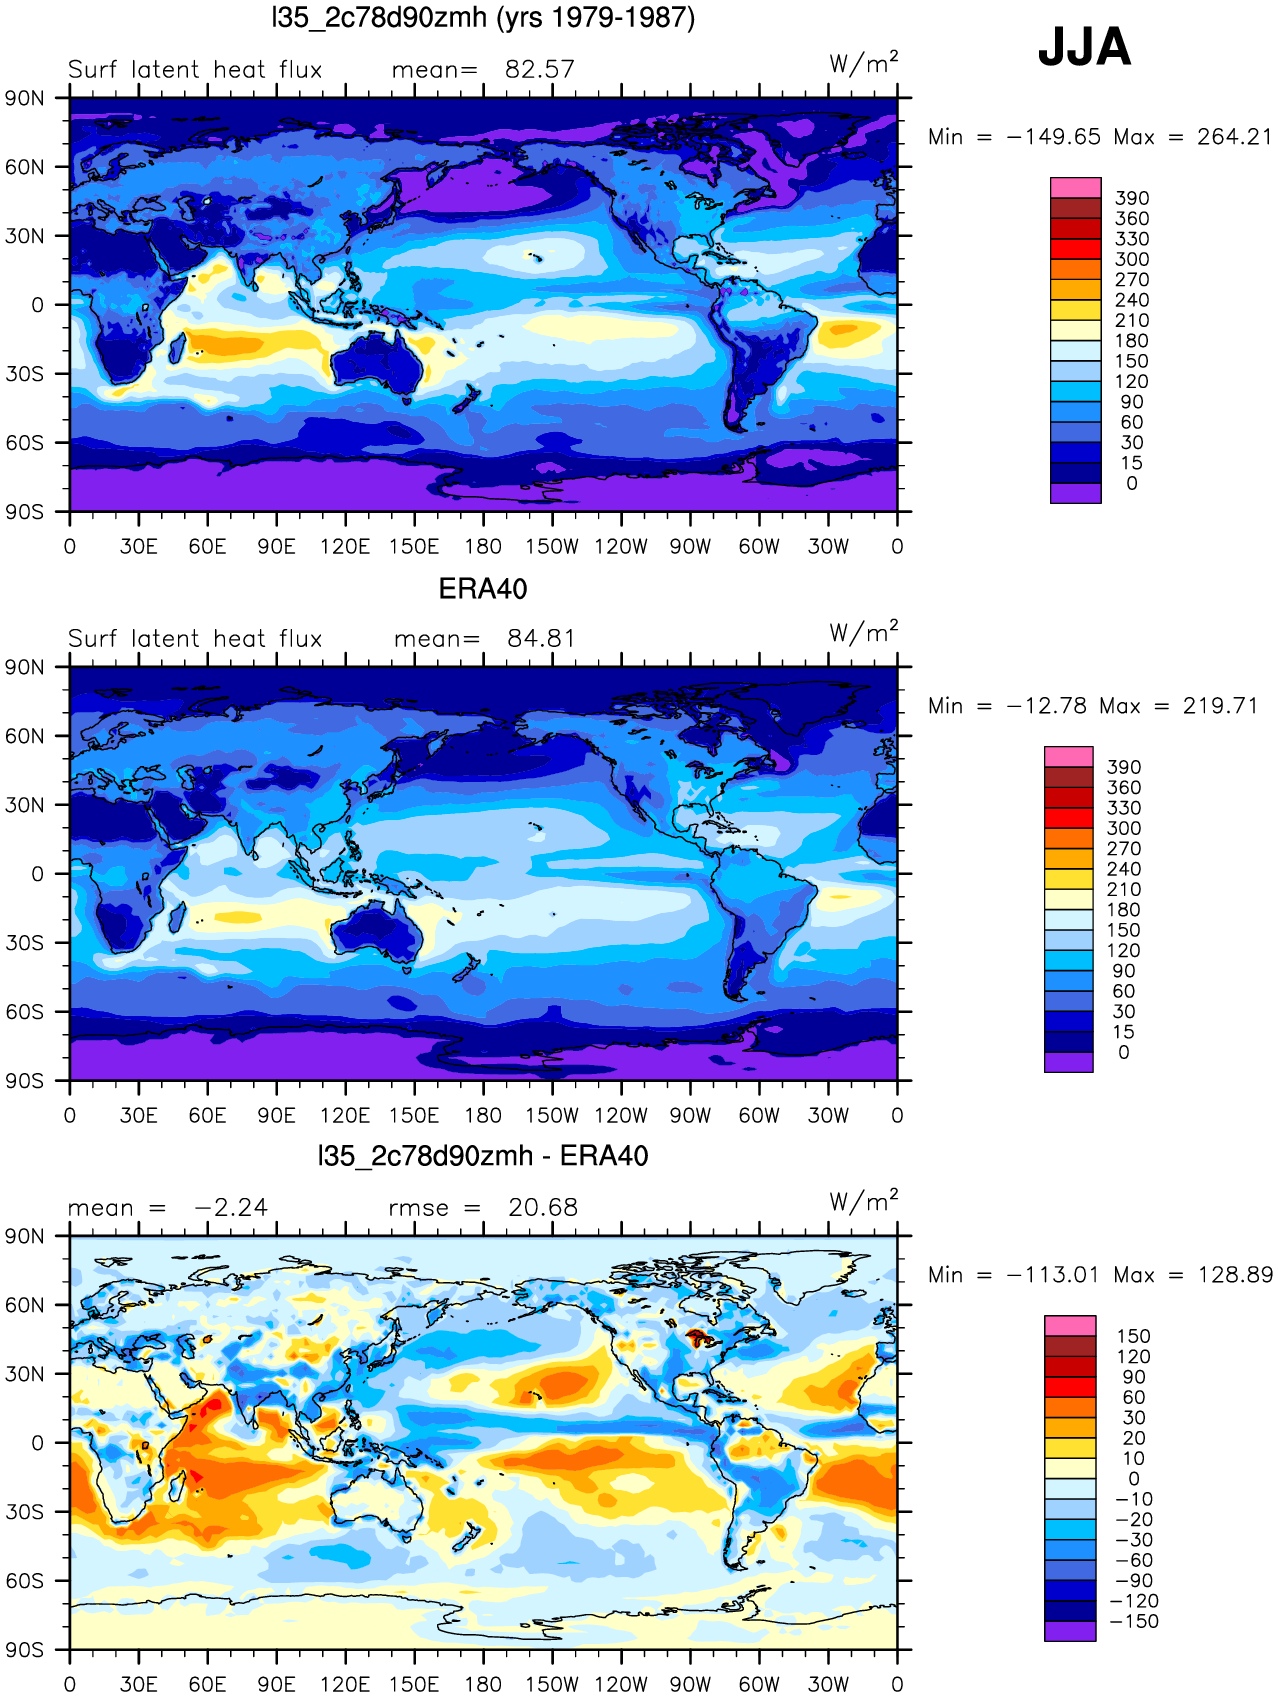 l35_2c78d90zmh (yrs 1979-1987)
JJA
Surf latent heat flux mean= 82.57 W/m²
Min = −149.65 Max = 264.21
90N
60N
30N
0
30S
60S
90S
0 30E 60E 90E 120E 150E 180 150W 120W 90W 60W 30W 0
390
360
330
300
270
240
210
180
150
120
90
60
30
15
0
ERA40
Surf latent heat flux mean= 84.81 W/m²
Min = −12.78 Max = 219.71
90N
60N
30N
0
30S
60S
90S
0 30E 60E 90E 120E 150E 180 150W 120W 90W 60W 30W 0
390
360
330
300
270
240
210
180
150
120
90
60
30
15
0
l35_2c78d90zmh - ERA40
mean = −2.24 rmse = 20.68 W/m²
Min = −113.01 Max = 128.89
90N
60N
30N
0
30S
60S
90S
0 30E 60E 90E 120E 150E 180 150W 120W 90W 60W 30W 0
150
120
90
60
30
20
10
0
−10
−20
−30
−60
−90
−120
−150